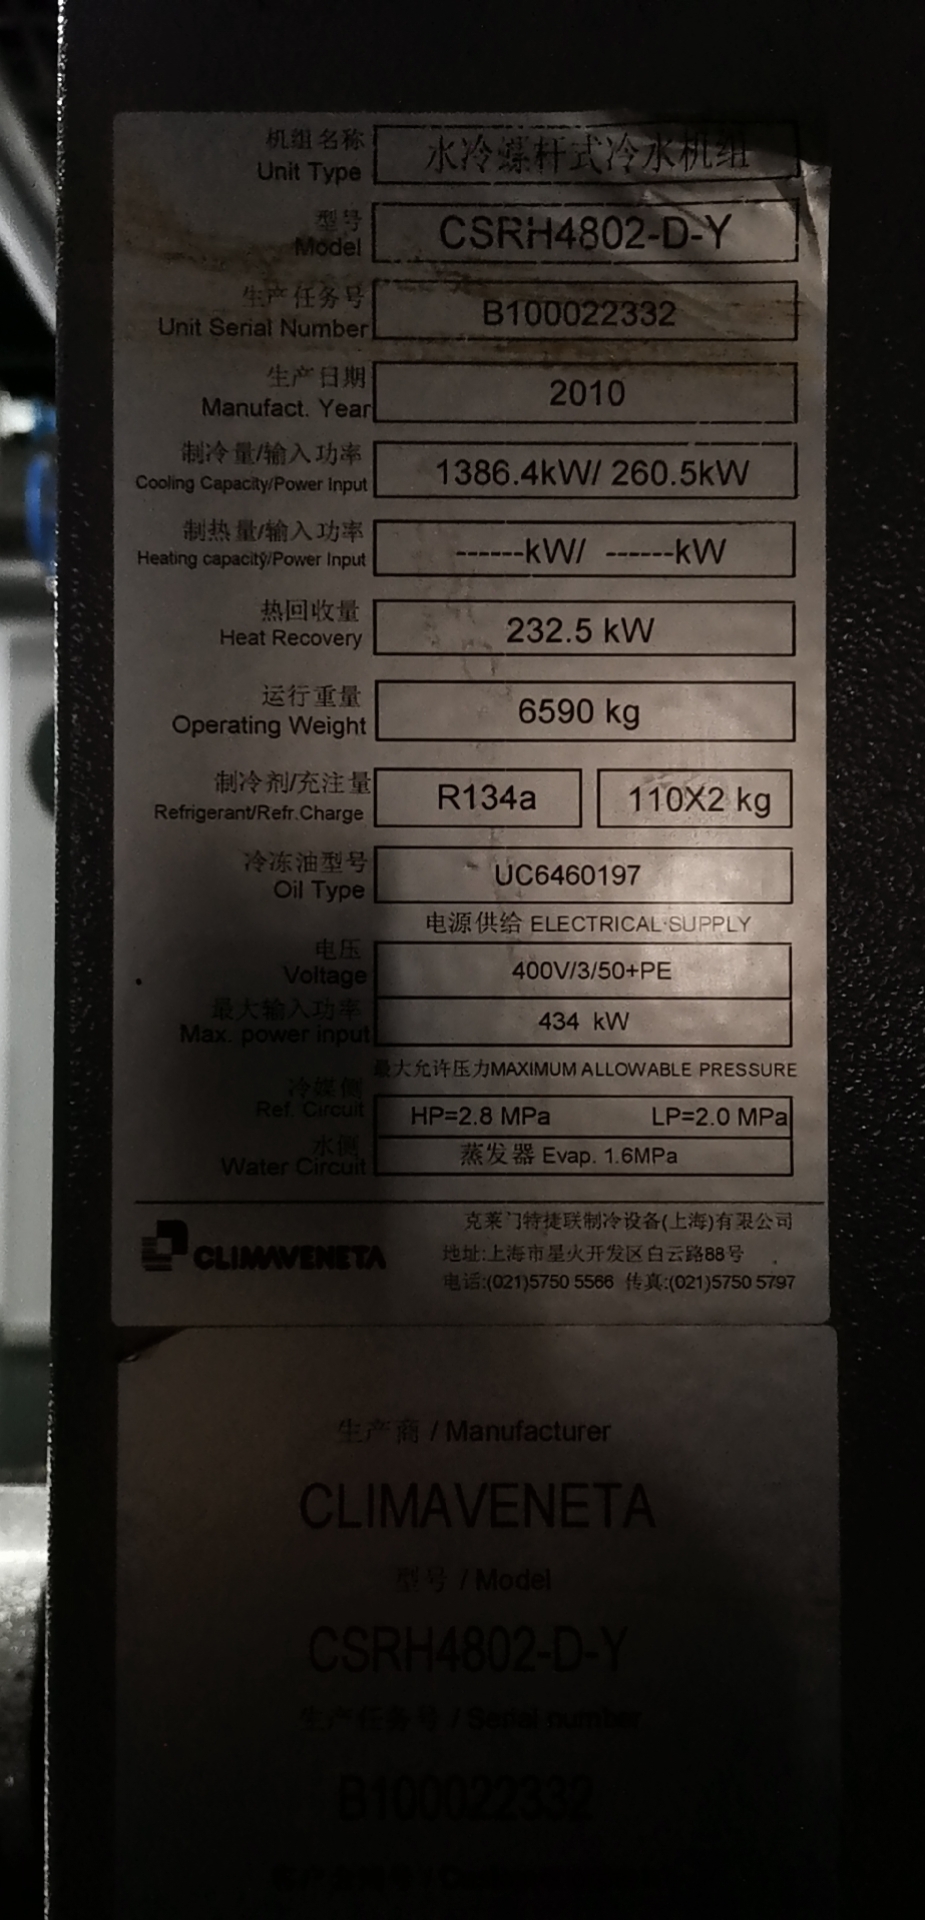 机组名称 水冷螺杆式冷水机组
Unit Type
型号 CSRH4802-D-Y
Model
生产任务号 B100022332
Unit Serial Number
生产日期 2010
Manufact. Year
制冷量/输入功率 1386.4kW/ 260.5kW
Cooling Capacity/Power Input
制热量/输入功率 ------kW/ ------kW
Heating capacity/Power Input
热回收量 232.5 kW
Heat Recovery
运行重量 6590 kg
Operating Weight
制冷剂/充注量 R134a 110X2 kg
Refrigerant/Refr.Charge
冷冻油型号 UC6460197
Oil Type
电源供给 ELECTRICAL·SUPPLY
电压 400V/3/50+PE
Voltage
最大输入功率 434 kW
Max. power input
最大允许压力MAXIMUM ALLOWABLE PRESSURE
冷媒侧
Ref. Circuit HP=2.8 MPa LP=2.0 MPa
水侧 蒸发器 Evap. 1.6MPa
Water Circuit
克莱门特捷联制冷设备(上海)有限公司
CLIMAVENETA 地址:上海市星火开发区白云路88号
电话:(021)5750 5566 传真:(021)5750 5797
生产商 / Manufacturer
CLIMAVENETA
型号 / Model
CSRH4802-D-Y
生产任务号 / Serial number
B100022332